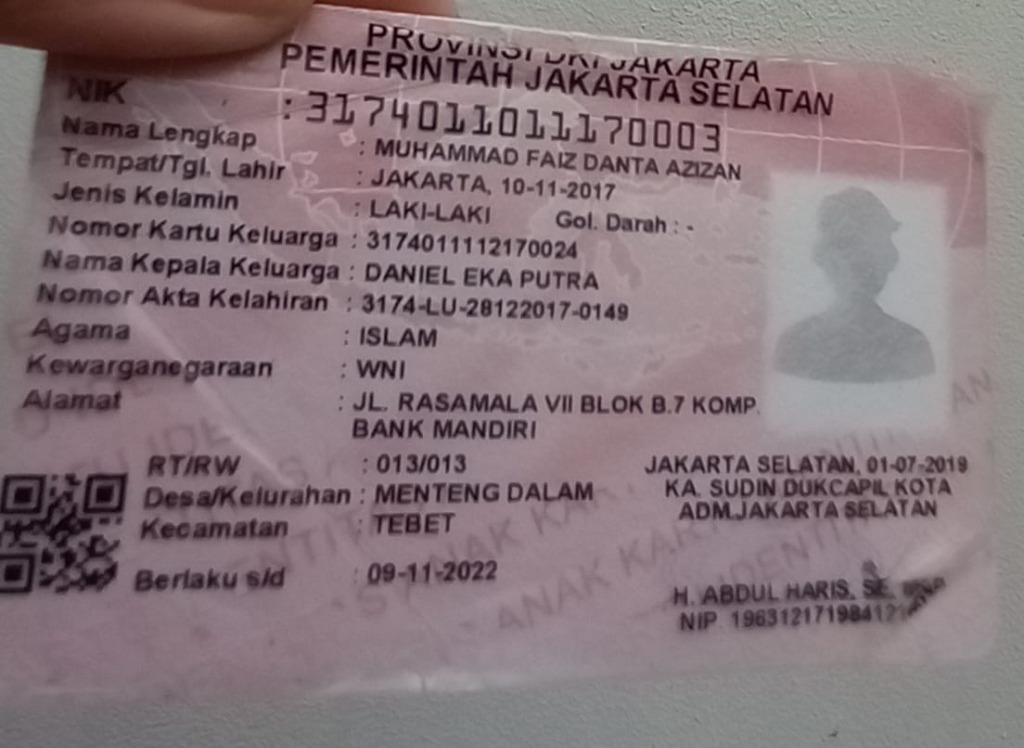 PROVINSI DKI JAKARTA
PEMERINTAH JAKARTA SELATAN
NIK : 3174011011170003
Nama Lengkap : MUHAMMAD FAIZ DANTA AZIZAN
Tempat/Tgl. Lahir : JAKARTA, 10-11-2017
Jenis Kelamin : LAKI-LAKI Gol. Darah : -
Nomor Kartu Keluarga : 3174011112170024
Nama Kepala Keluarga : DANIEL EKA PUTRA
Nomor Akta Kelahiran : 3174-LU-28122017-0149
Agama : ISLAM
Kewarganegaraan : WNI
Alamat : JL. RASAMALA VII BLOK B.7 KOMP.
BANK MANDIRI
RT/RW : 013/013
Desa/Kelurahan : MENTENG DALAM
Kecamatan : TEBET
Berlaku s/d : 09-11-2022
JAKARTA SELATAN, 01-07-2019
KA. SUDIN DUKCAPIL KOTA
ADM.JAKARTA SELATAN
H. ABDUL HARIS, SE,
NIP